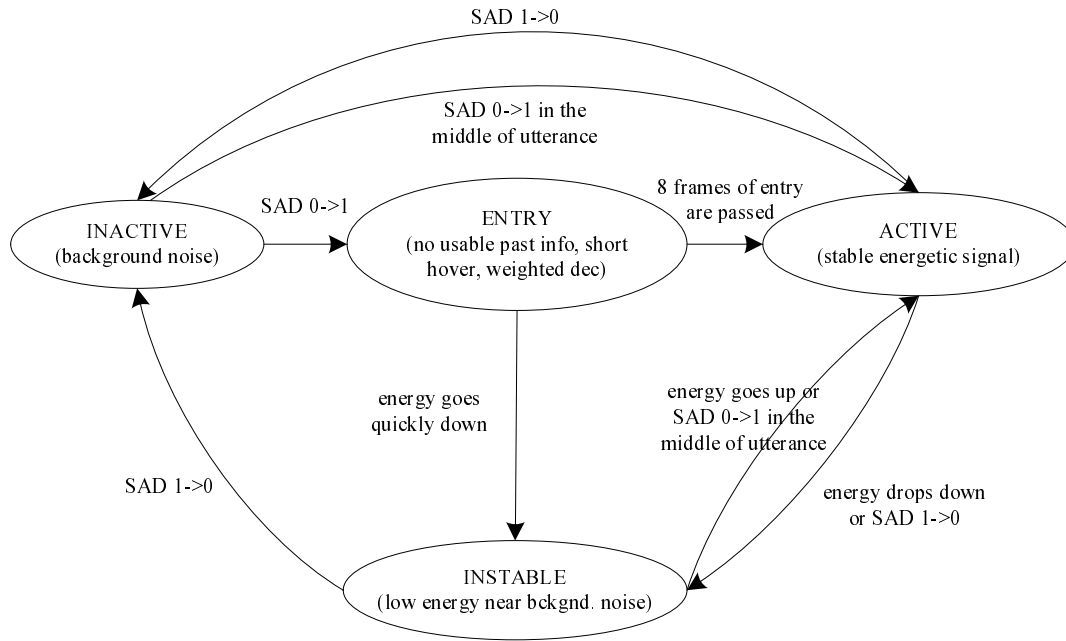 SAD 1->0
SAD 0->1 in the
middle of utterance
8 frames of entry
are passed
SAD 0->1
INACTIVE
(background noise)
ENTRY
(no usable past info, short
hover, weighted dec)
ACTIVE
(stable energetic signal)
energy goes
quickly down
energy goes up or
SAD 0->1 in the
middle of utterance
SAD 1->0
energy drops down
or SAD 1->0
INSTABLE
(low energy near bckgnd. noise)